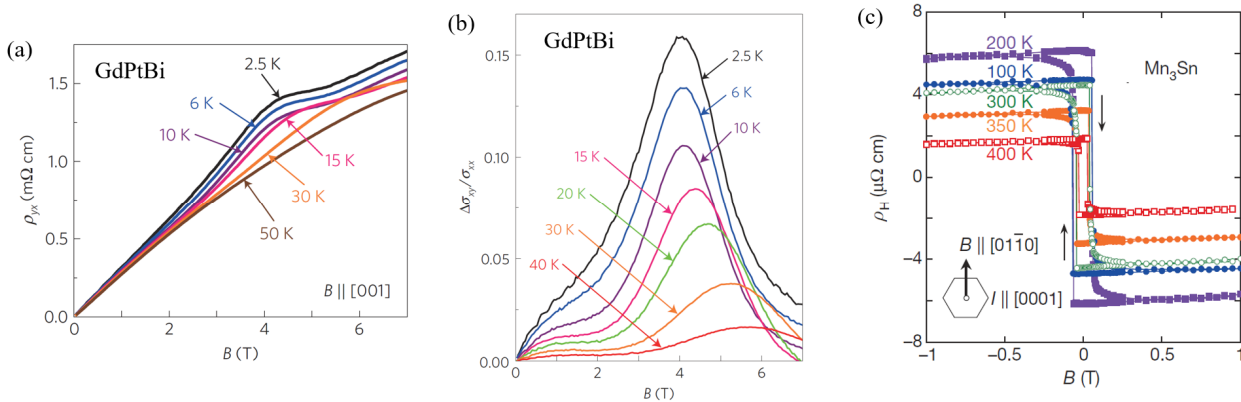 (a)
GdPtBi
2.5 K
6 K
10 K
15 K
30 K
50 K
B || [001]
ρyx (mΩ cm)
1.5
1.0
0.5
0.0
0
2
4
6
B (T)
(b)
GdPtBi
2.5 K
6 K
10 K
15 K
20 K
30 K
40 K
Δσxy/σxx
0.15
0.10
0.05
0.00
0
2
4
6
B (T)
(c)
200 K
100 K
300 K
350 K
400 K
Mn₃Sn
ρH (μΩ cm)
8
4
0
−4
−8
B || [011̄0]
I || [0001]
−1
−0.5
0
0.5
1
B (T)